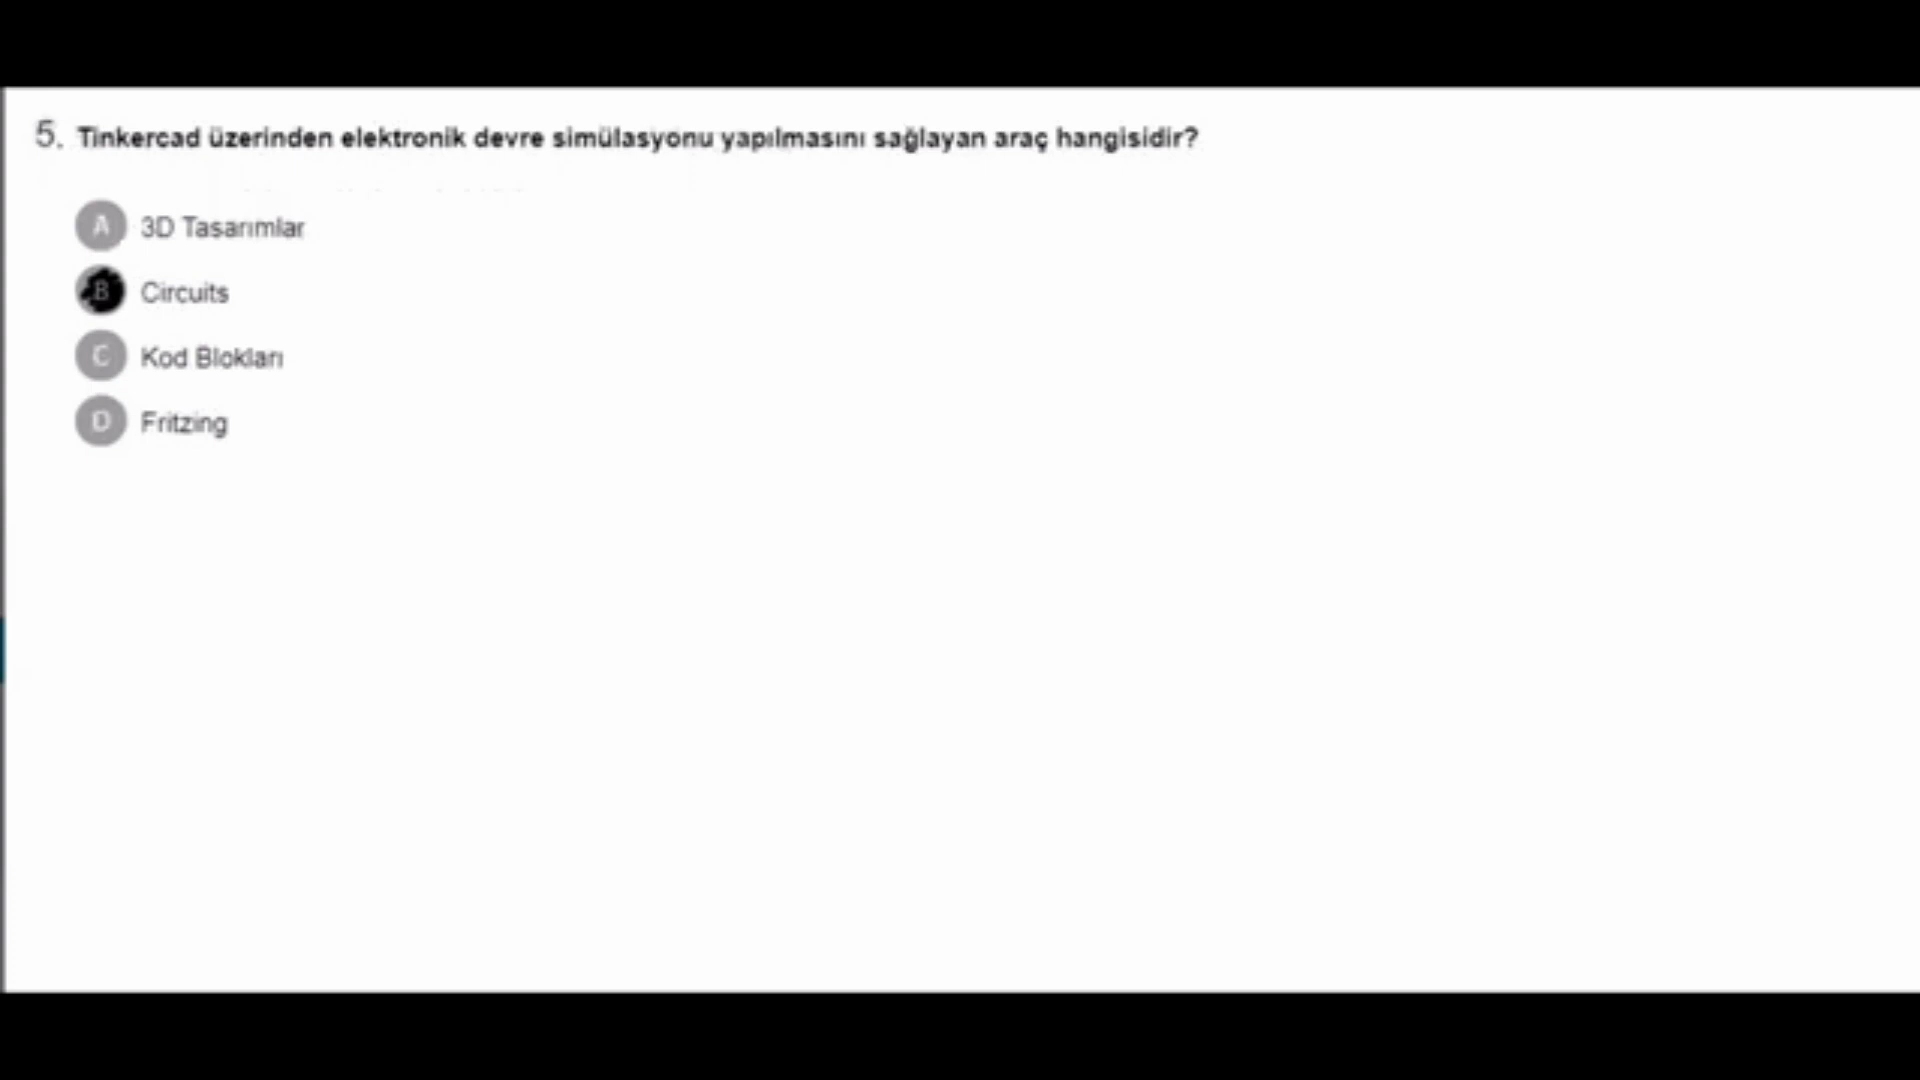 5. Tinkercad üzerinden elektronik devre simülasyonu yapılmasını sağlayan araç hangisidir?
A 3D Tasarımlar
B Circuits
C Kod Blokları
D Fritzing